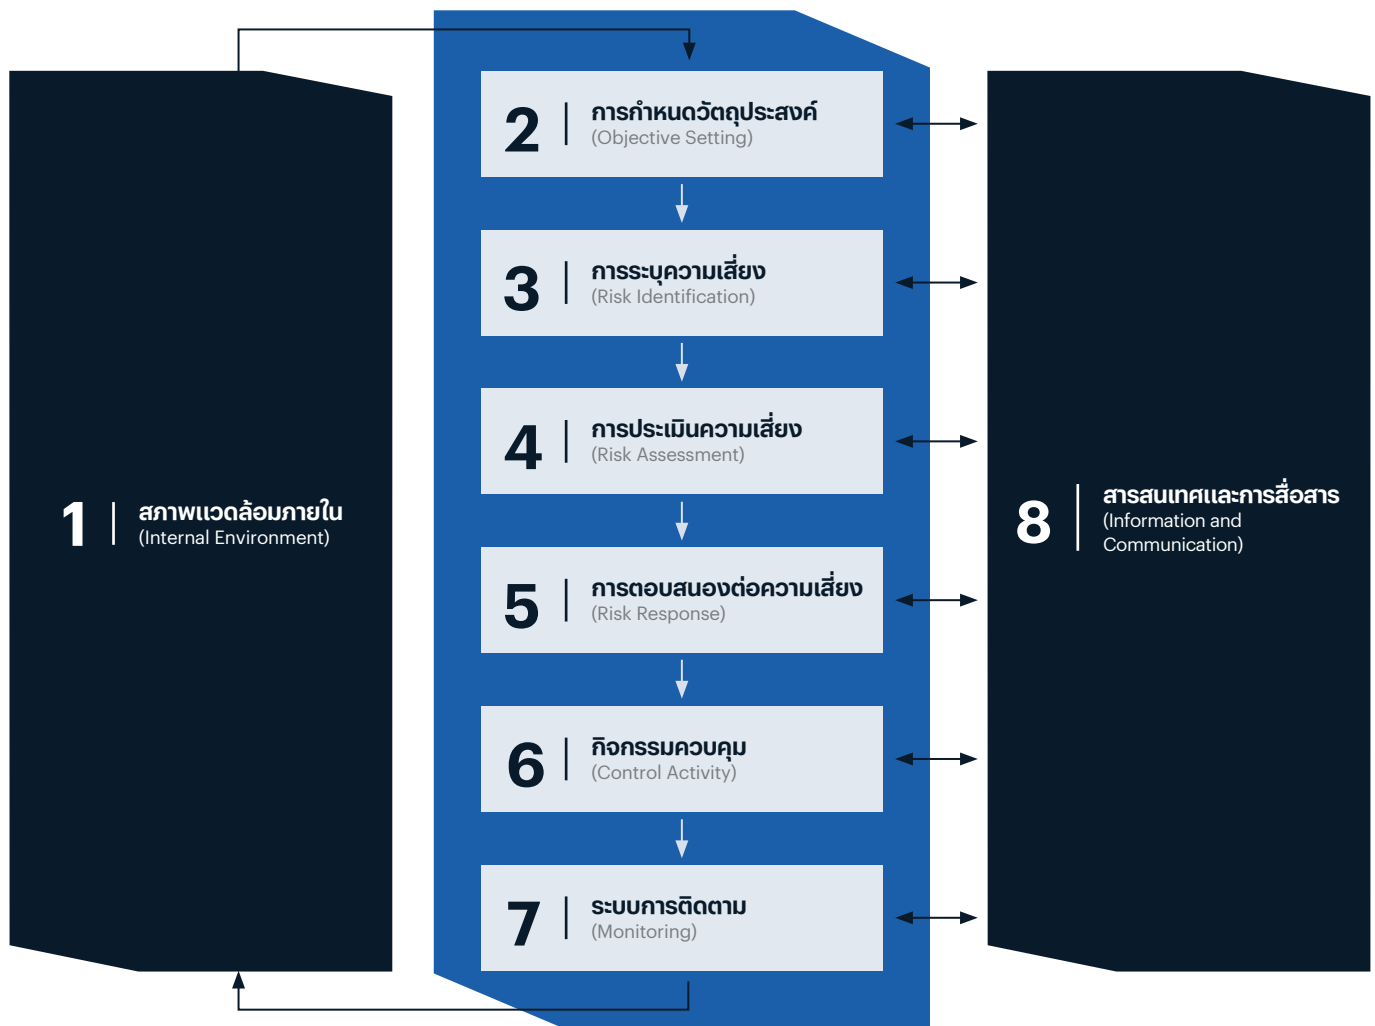 1
สภาพแวดล้อมภายใน
(Internal Environment)
2
การกำหนดวัตถุประสงค์
(Objective Setting)
3
การระบุความเสี่ยง
(Risk Identification)
4
การประเมินความเสี่ยง
(Risk Assessment)
5
การตอบสนองต่อความเสี่ยง
(Risk Response)
6
กิจกรรมควบคุม
(Control Activity)
7
ระบบการติดตาม
(Monitoring)
8
สารสนเทศและการสื่อสาร
(Information and
Communication)